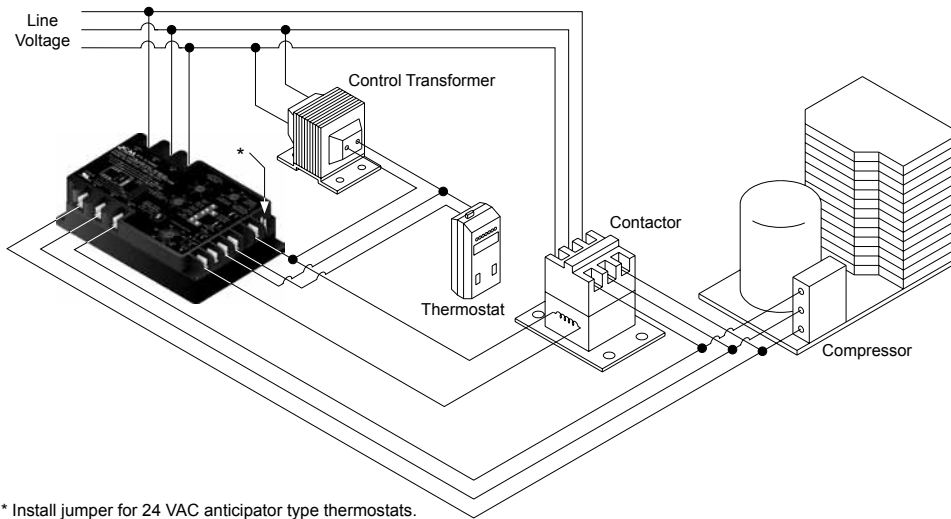 Line
Voltage
Control Transformer
*
Contactor
Thermostat
Compressor
* Install jumper for 24 VAC anticipator type thermostats.